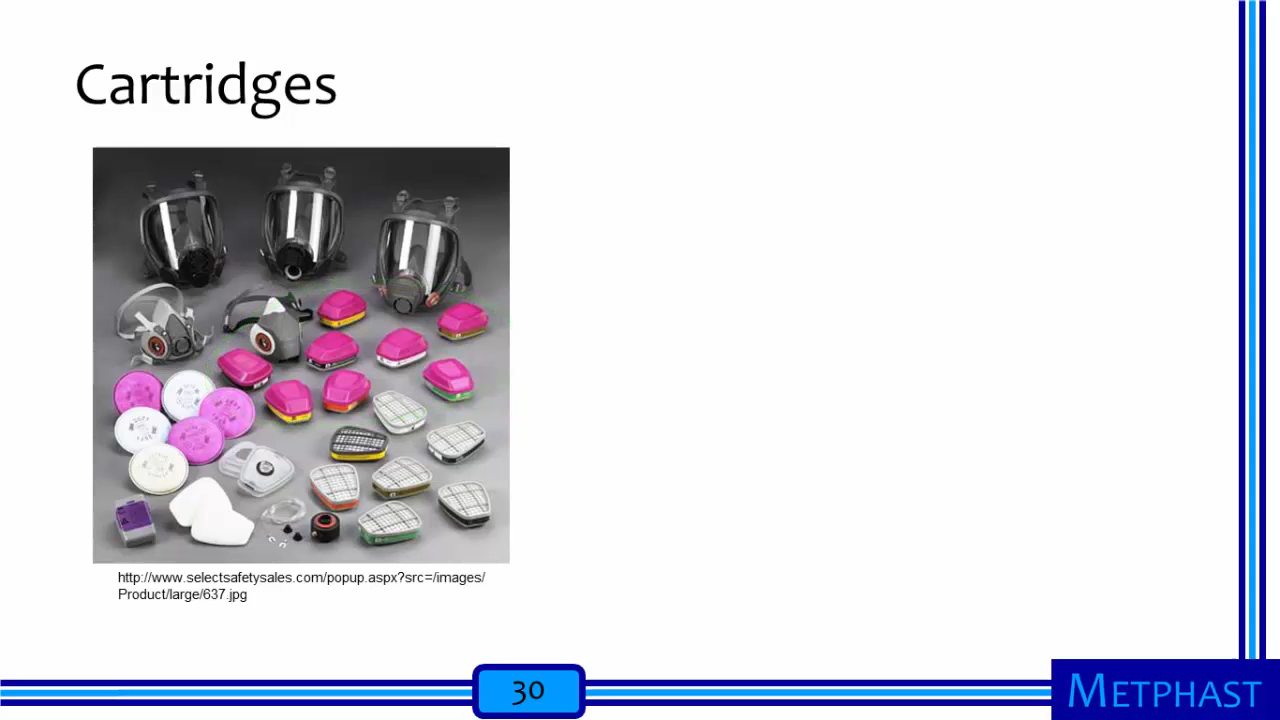 Cartridges
http://www.selectsafetysales.com/popup.aspx?src=/images/
Product/large/637.jpg
30
METPHAST